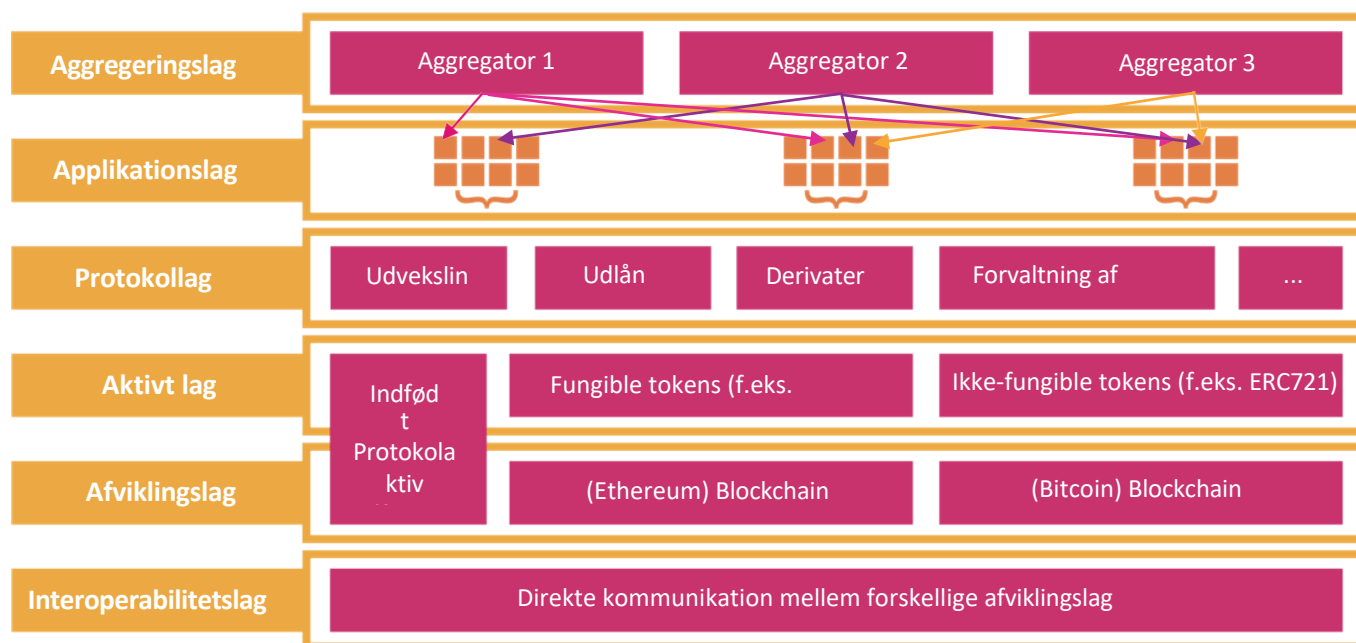 Aggregeringslag
Aggregator 1
Aggregator 2
Aggregator 3
Applikationslag
Protokollag
Udvekslin
Udlån
Derivater
Forvaltning af
...
Aktivt lag
Indfød
t
Protokola
ktiv
Fungible tokens (f.eks.
Ikke-fungible tokens (f.eks. ERC721)
Afviklingslag
(Ethereum) Blockchain
(Bitcoin) Blockchain
Interoperabilitetslag
Direkte kommunikation mellem forskellige afviklingslag